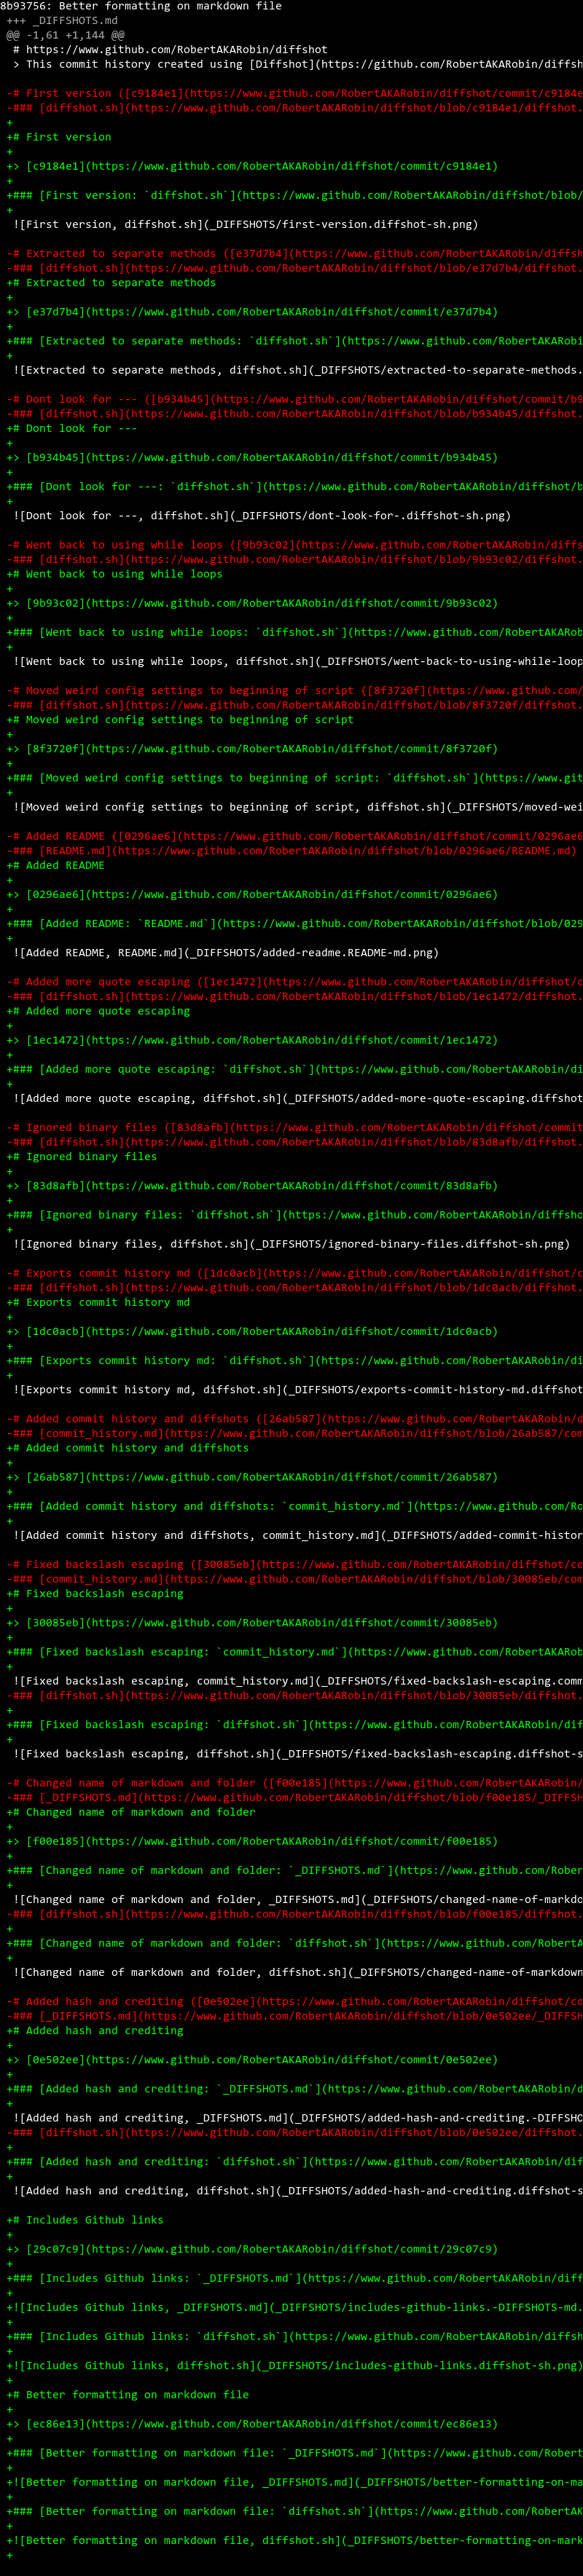 8b93756: Better formatting on markdown file
+++ _DIFFSHOTS.md
@@ -1,61 +1,144 @@
# https://www.github.com/RobertAKARobin/diffshot
> This commit history created using [Diffshot](https://www.github.com/RobertAKARobin/diffsh
-# First version ([c9184e1](https://www.github.com/RobertAKARobin/diffshot/commit/c9184e
-### [diffshot.sh](https://www.github.com/RobertAKARobin/diffshot/blob/c9184e1/diffshot.
+
+# First version
+
+> [c9184e1](https://www.github.com/RobertAKARobin/diffshot/commit/c9184e1)
+
+### [First version: `diffshot.sh`](https://www.github.com/RobertAKARobin/diffshot/blob/
+
![First version, diffshot.sh](_DIFFSHOTS/first-version.diffshot-sh.png)
-# Extracted to separate methods ([e37d7b4](https://www.github.com/RobertAKARobin/diffsh
-### [diffshot.sh](https://www.github.com/RobertAKARobin/diffshot/blob/e37d7b4/diffshot.
+# Extracted to separate methods
+
+> [e37d7b4](https://www.github.com/RobertAKARobin/diffshot/commit/e37d7b4)
+
+### [Extracted to separate methods: `diffshot.sh`](https://www.github.com/RobertAKARobi
+
![Extracted to separate methods, diffshot.sh](_DIFFSHOTS/extracted-to-separate-methods.
-# Dont look for --- ([b934b45](https://www.github.com/RobertAKARobin/diffshot/commit/b9
-### [diffshot.sh](https://www.github.com/RobertAKARobin/diffshot/blob/b934b45/diffshot.
+# Dont look for ---
+
+> [b934b45](https://www.github.com/RobertAKARobin/diffshot/commit/b934b45)
+
+### [Dont look for ---: `diffshot.sh`](https://www.github.com/RobertAKARobin/diffshot/b
+
![Dont look for ---, diffshot.sh](_DIFFSHOTS/dont-look-for-.diffshot-sh.png)
-# Went back to using while loops ([9b93c02](https://www.github.com/RobertAKARobin/diffs
-### [diffshot.sh](https://www.github.com/RobertAKARobin/diffshot/blob/9b93c02/diffshot.
+# Went back to using while loops
+
+> [9b93c02](https://www.github.com/RobertAKARobin/diffshot/commit/9b93c02)
+
+### [Went back to using while loops: `diffshot.sh`](https://www.github.com/RobertAKARob
+
![Went back to using while loops, diffshot.sh](_DIFFSHOTS/went-back-to-using-while-loop
-# Moved weird config settings to beginning of script ([8f3720f](https://www.github.com/
-### [diffshot.sh](https://www.github.com/RobertAKARobin/diffshot/blob/8f3720f/diffshot.
+# Moved weird config settings to beginning of script
+
+> [8f3720f](https://www.github.com/RobertAKARobin/diffshot/commit/8f3720f)
+
+### [Moved weird config settings to beginning of script: `diffshot.sh`](https://www.git
+
![Moved weird config settings to beginning of script, diffshot.sh](_DIFFSHOTS/moved-wei
-# Added README ([0296ae6](https://www.github.com/RobertAKARobin/diffshot/commit/0296ae6
-### [README.md](https://www.github.com/RobertAKARobin/diffshot/blob/0296ae6/README.md)
+# Added README
+
+> [0296ae6](https://www.github.com/RobertAKARobin/diffshot/commit/0296ae6)
+
+### [Added README: `README.md`](https://www.github.com/RobertAKARobin/diffshot/blob/029
+
![Added README, README.md](_DIFFSHOTS/added-readme.README-md.png)
-# Added more quote escaping ([1ec1472](https://www.github.com/RobertAKARobin/diffshot/c
-### [diffshot.sh](https://www.github.com/RobertAKARobin/diffshot/blob/1ec1472/diffshot.
+# Added more quote escaping
+
+> [1ec1472](https://www.github.com/RobertAKARobin/diffshot/commit/1ec1472)
+
+### [Added more quote escaping: `diffshot.sh`](https://www.github.com/RobertAKARobin/di
+
![Added more quote escaping, diffshot.sh](_DIFFSHOTS/added-more-quote-escaping.diffshot
-# Ignored binary files ([83d8afb](https://www.github.com/RobertAKARobin/diffshot/commit
-### [diffshot.sh](https://www.github.com/RobertAKARobin/diffshot/blob/83d8afb/diffshot.
+# Ignored binary files
+
+> [83d8afb](https://www.github.com/RobertAKARobin/diffshot/commit/83d8afb)
+
+### [Ignored binary files: `diffshot.sh`](https://www.github.com/RobertAKARobin/diffsho
+
![Ignored binary files, diffshot.sh](_DIFFSHOTS/ignored-binary-files.diffshot-sh.png)
-# Exports commit history md ([1dc0acb](https://www.github.com/RobertAKARobin/diffshot/c
-### [diffshot.sh](https://www.github.com/RobertAKARobin/diffshot/blob/1dc0acb/diffshot.
+# Exports commit history md
+
+> [1dc0acb](https://www.github.com/RobertAKARobin/diffshot/commit/1dc0acb)
+
+### [Exports commit history md: `diffshot.sh`](https://www.github.com/RobertAKARobin/di
+
![Exports commit history md, diffshot.sh](_DIFFSHOTS/exports-commit-history-md.diffshot
-# Added commit history and diffshots ([26ab587](https://www.github.com/RobertAKARobin/d
-### [commit_history.md](https://www.github.com/RobertAKARobin/diffshot/blob/26ab587/com
+# Added commit history and diffshots
+
+> [26ab587](https://www.github.com/RobertAKARobin/diffshot/commit/26ab587)
+
+### [Added commit history and diffshots: `commit_history.md`](https://www.github.com/Ro
+
![Added commit history and diffshots, commit_history.md](_DIFFSHOTS/added-commit-histor
-# Fixed backslash escaping ([30085eb](https://www.github.com/RobertAKARobin/diffshot/co
-### [commit_history.md](https://www.github.com/RobertAKARobin/diffshot/blob/30085eb/com
+# Fixed backslash escaping
+
+> [30085eb](https://www.github.com/RobertAKARobin/diffshot/commit/30085eb)
+
+### [Fixed backslash escaping: `commit_history.md`](https://www.github.com/RobertAKARob
+
![Fixed backslash escaping, commit_history.md](_DIFFSHOTS/fixed-backslash-escaping.comm
-### [diffshot.sh](https://www.github.com/RobertAKARobin/diffshot/blob/30085eb/diffshot.
+
+### [Fixed backslash escaping: `diffshot.sh`](https://www.github.com/RobertAKARobin/dif
+
![Fixed backslash escaping, diffshot.sh](_DIFFSHOTS/fixed-backslash-escaping.diffshot-s
-# Changed name of markdown and folder ([f00e185](https://www.github.com/RobertAKARobin/
-### [_DIFFSHOTS.md](https://www.github.com/RobertAKARobin/diffshot/blob/f00e185/_DIFFSH
+# Changed name of markdown and folder
+
+> [f00e185](https://www.github.com/RobertAKARobin/diffshot/commit/f00e185)
+
+### [Changed name of markdown and folder: `_DIFFSHOTS.md`](https://www.github.com/Rober
+
![Changed name of markdown and folder, _DIFFSHOTS.md](_DIFFSHOTS/changed-name-of-markdo
-### [diffshot.sh](https://www.github.com/RobertAKARobin/diffshot/blob/f00e185/diffshot.
+
+### [Changed name of markdown and folder: `diffshot.sh`](https://www.github.com/RobertA
+
![Changed name of markdown and folder, diffshot.sh](_DIFFSHOTS/changed-name-of-markdown
-# Added hash and crediting ([0e502ee](https://www.github.com/RobertAKARobin/diffshot/co
-### [_DIFFSHOTS.md](https://www.github.com/RobertAKARobin/diffshot/blob/0e502ee/_DIFFSH
+# Added hash and crediting
+
+> [0e502ee](https://www.github.com/RobertAKARobin/diffshot/commit/0e502ee)
+
+### [Added hash and crediting: `_DIFFSHOTS.md`](https://www.github.com/RobertAKARobin/d
+
![Added hash and crediting, _DIFFSHOTS.md](_DIFFSHOTS/added-hash-and-crediting.-DIFFSHO
-### [diffshot.sh](https://www.github.com/RobertAKARobin/diffshot/blob/0e502ee/diffshot.
+
+### [Added hash and crediting: `diffshot.sh`](https://www.github.com/RobertAKARobin/dif
+
![Added hash and crediting, diffshot.sh](_DIFFSHOTS/added-hash-and-crediting.diffshot-s
+# Includes Github links
+
+> [29c07c9](https://www.github.com/RobertAKARobin/diffshot/commit/29c07c9)
+
+### [Includes Github links: `_DIFFSHOTS.md`](https://www.github.com/RobertAKARobin/diff
+
+![Includes Github links, _DIFFSHOTS.md](_DIFFSHOTS/includes-github-links.-DIFFSHOTS-md.
+
+### [Includes Github links: `diffshot.sh`](https://www.github.com/RobertAKARobin/diffsh
+
+![Includes Github links, diffshot.sh](_DIFFSHOTS/includes-github-links.diffshot-sh.png)
+
+# Better formatting on markdown file
+
+> [ec86e13](https://www.github.com/RobertAKARobin/diffshot/commit/ec86e13)
+
+### [Better formatting on markdown file: `_DIFFSHOTS.md`](https://www.github.com/Robert
+
+![Better formatting on markdown file, _DIFFSHOTS.md](_DIFFSHOTS/better-formatting-on-ma
+
+### [Better formatting on markdown file: `diffshot.sh`](https://www.github.com/RobertAK
+
+![Better formatting on markdown file, diffshot.sh](_DIFFSHOTS/better-formatting-on-mark
+